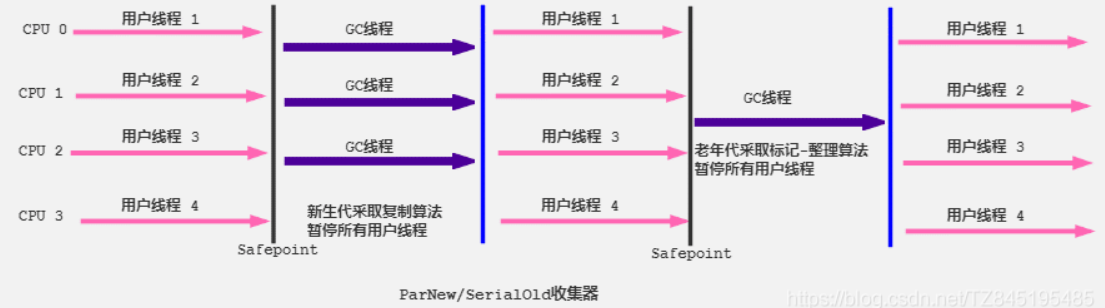 CPU 0
用户线程 1
GC线程
用户线程 1
用户线程 1
CPU 1
用户线程 2
GC线程
用户线程 2
GC线程
用户线程 2
CPU 2
用户线程 3
GC线程
用户线程 3
老年代采取标记-整理算法
暂停所有用户线程
用户线程 3
CPU 3
用户线程 4
新生代采取复制算法
暂停所有用户线程
用户线程 4
用户线程 4
Safepoint
Safepoint
ParNew/SerialOld收集器
https://blog.csdn.net/TZ845195485